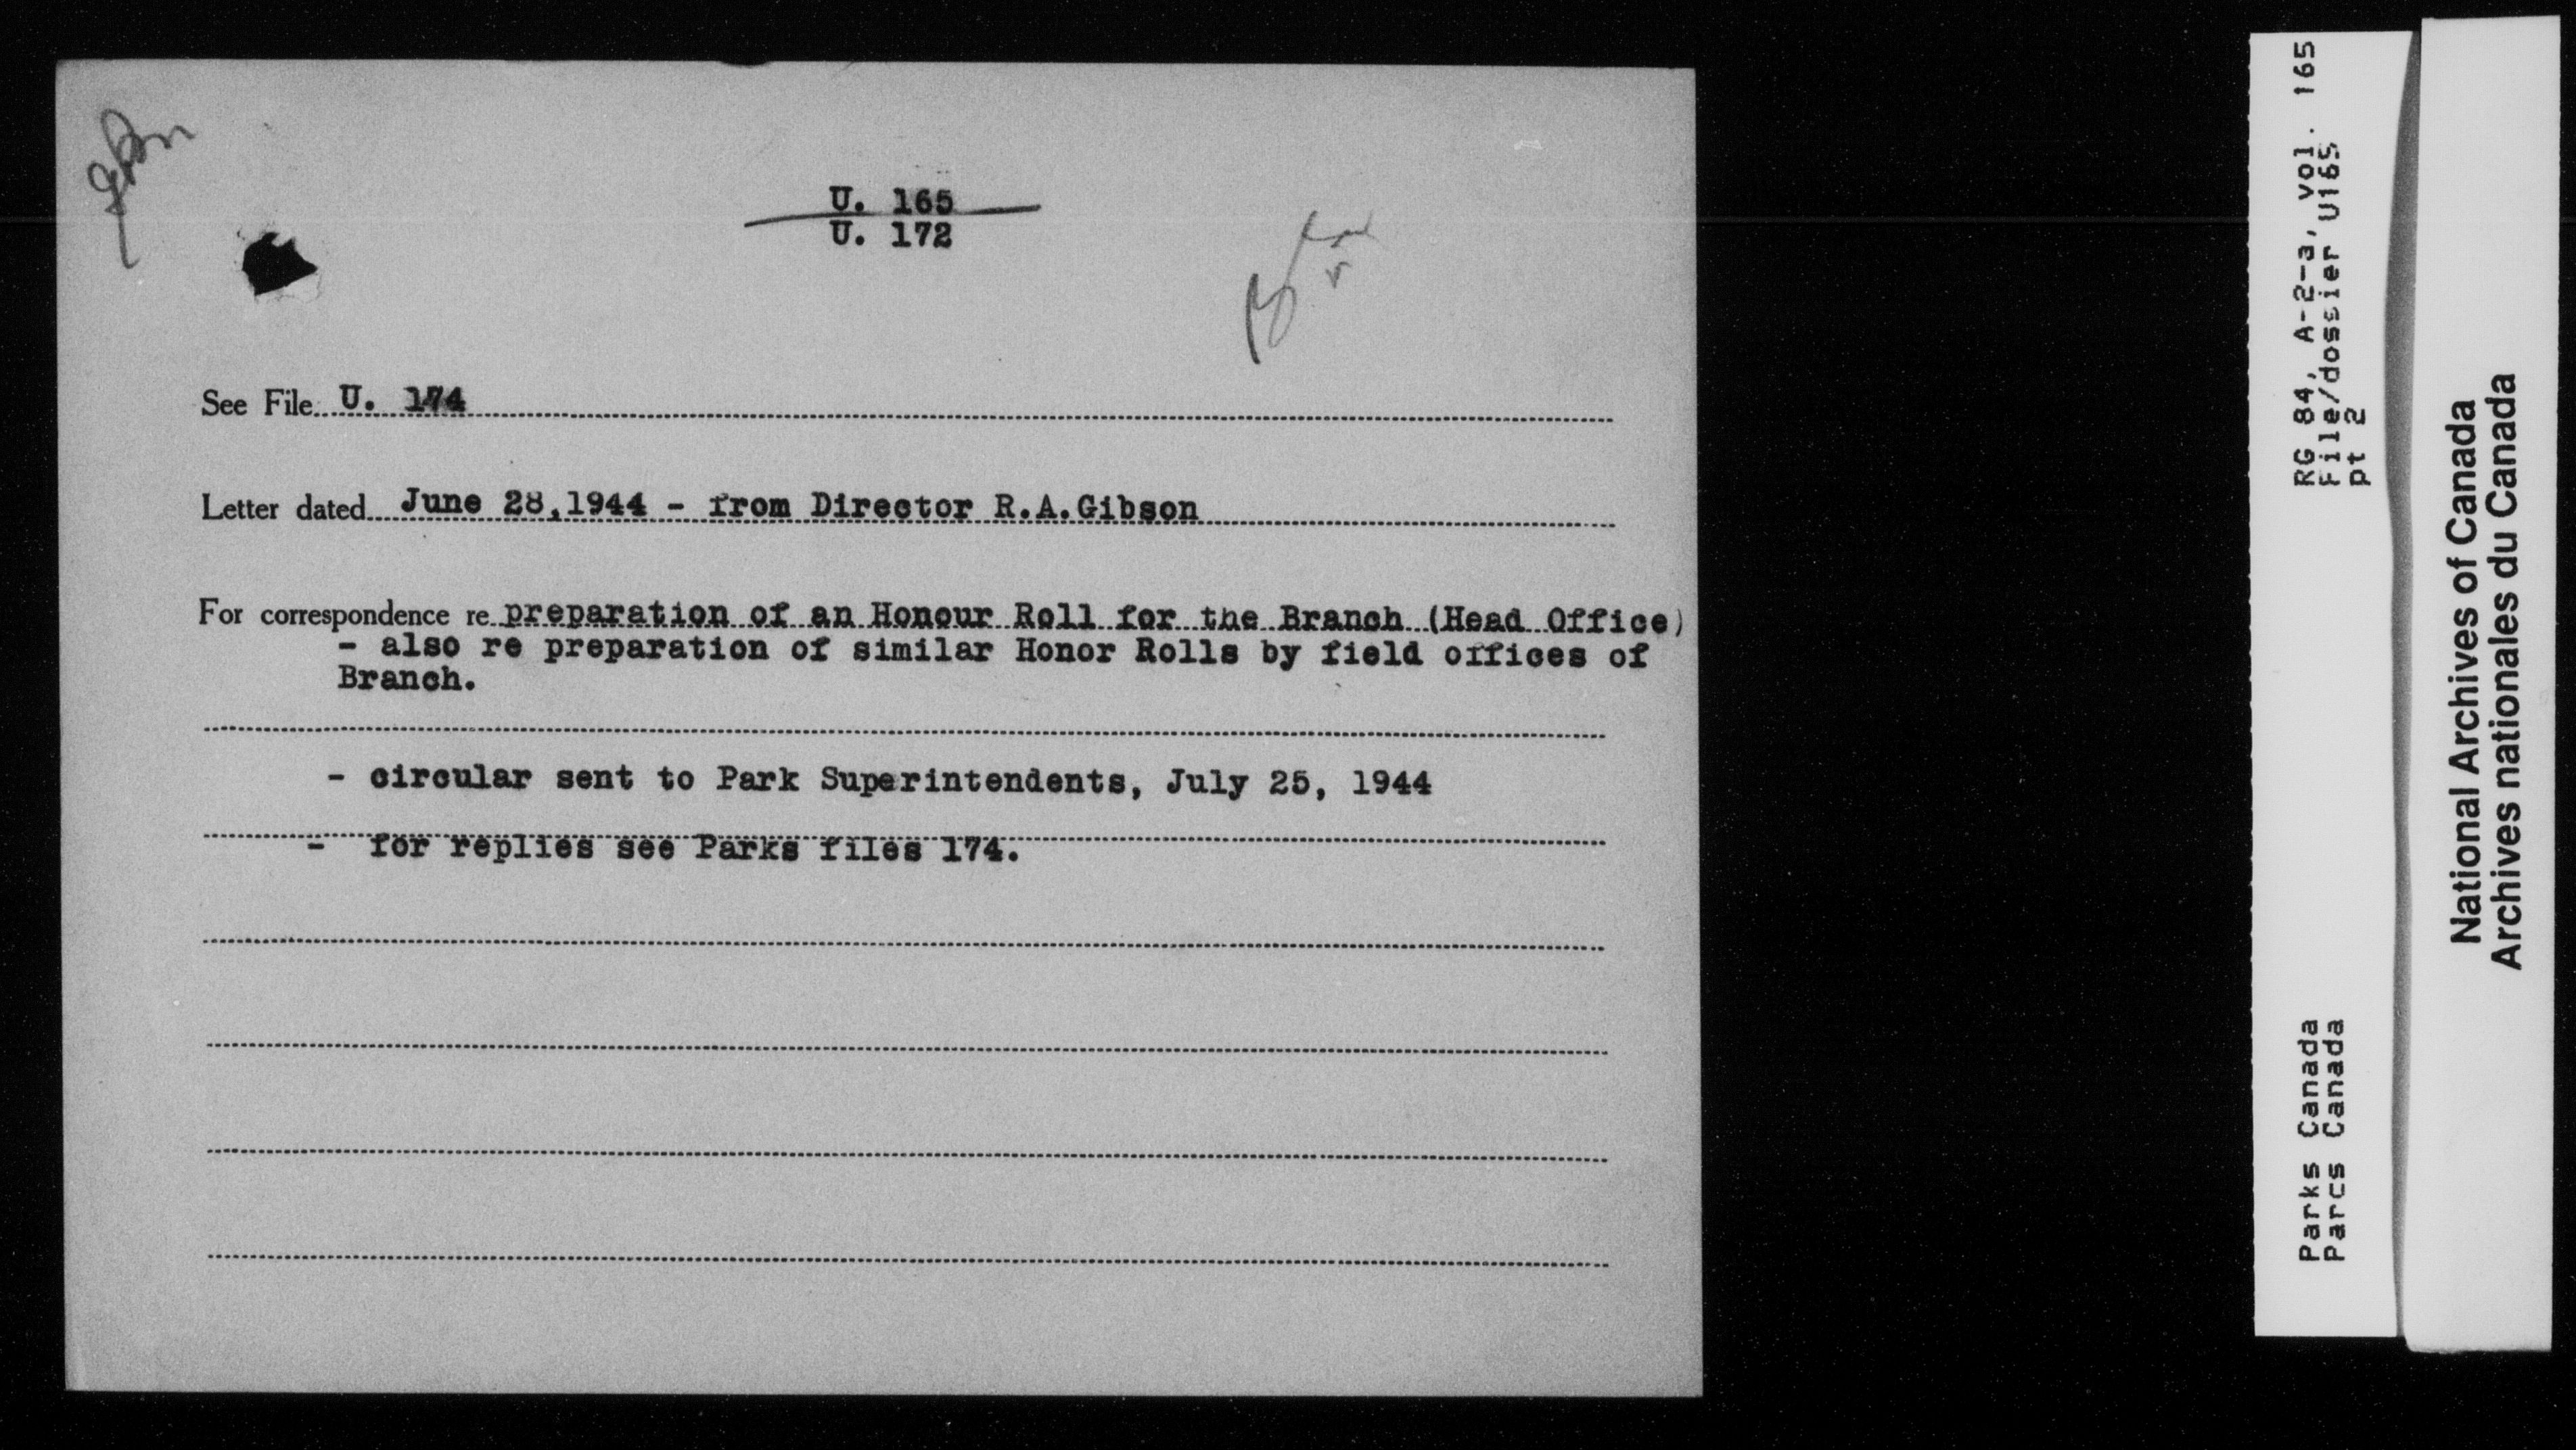 U. 165
U. 172
See File U. 174
Letter dated June 28,1944 - from Director R.A.Gibson
For correspondence re preparation of an Honour Roll for the Branch (Head Office)
- also re preparation of similar Honor Rolls by field offices of
Branch.
- circular sent to Park Superintendents, July 25, 1944
- for replies see Parks files 174.
RG 84, A-2-a, vol. 165
File/dossier U165
pt 2
Parks Canada
Parcs Canada
National Archives of Canada
Archives nationales du Canada